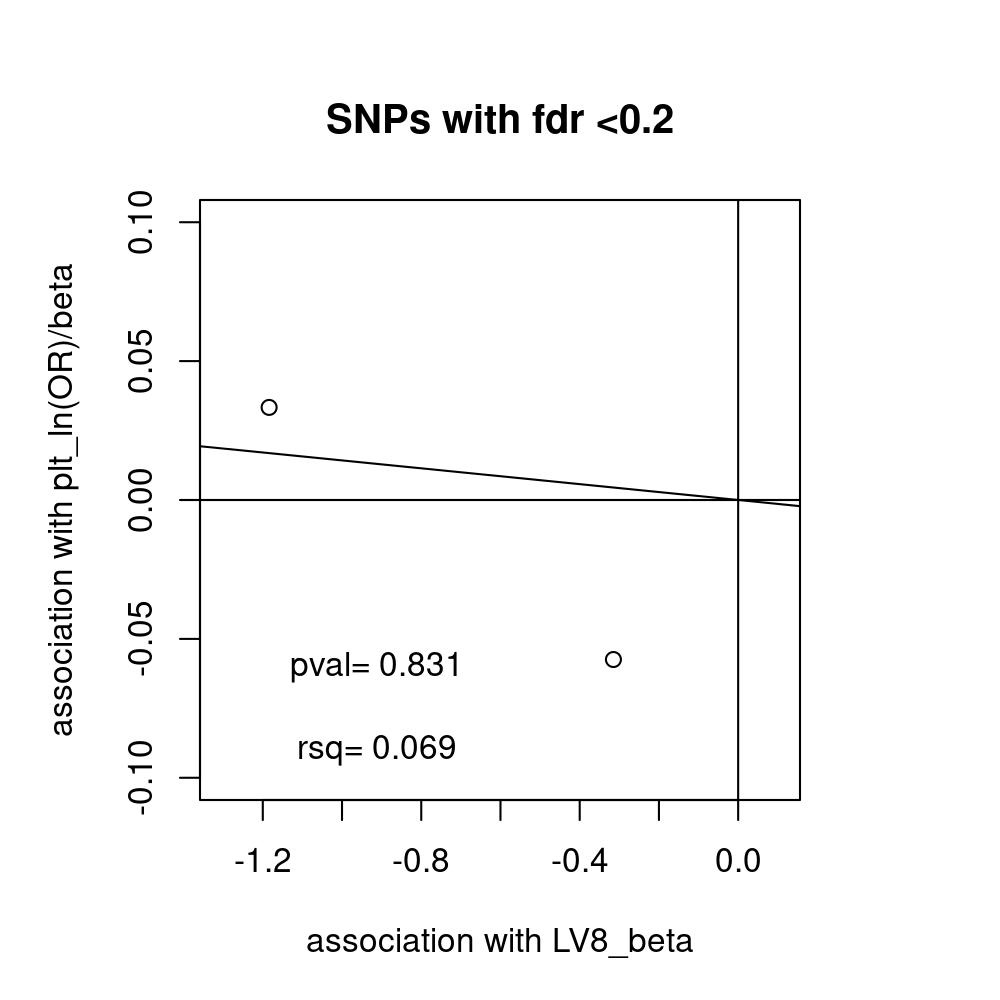 SNPs with fdr <0.2
association with plt_ln(OR)/beta
0.10
0.05
0.00
-0.05
-0.10
pval= 0.831
rsq= 0.069
-1.2 -0.8 -0.4 0.0
association with LV8_beta